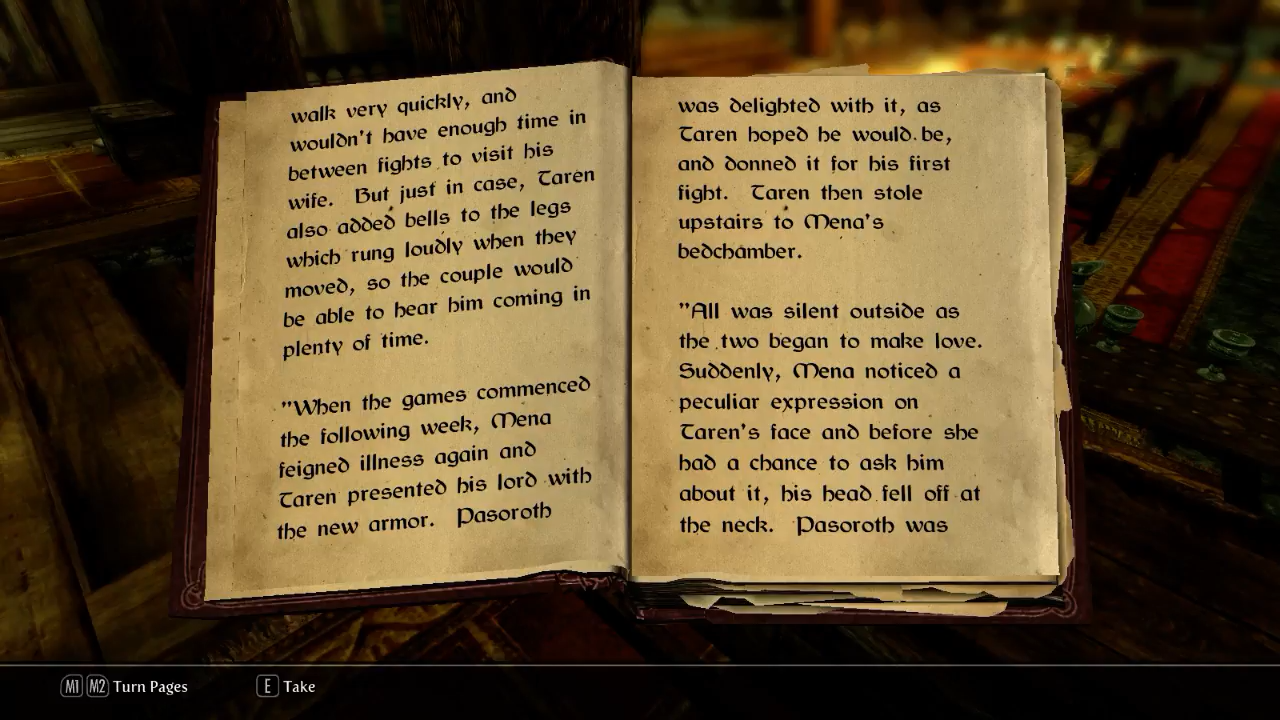 walk very quickly, and
wouldn't have enough time in
between fights to visit his
wife. But just in case, Taren
also added bells to the legs
which rung loudly when they
moved, so the couple would
be able to hear him coming in
plenty of time.
"When the games commenced
the following week, Mena
feigned illness again and
Taren presented his lord with
the new armor. Pasoroth
was delighted with it, as
Taren hoped he would be,
and donned it for his first
fight. Taren then stole
upstairs to Mena's
bedchamber.
"All was silent outside as
the two began to make love.
Suddenly, Mena noticed a
peculiar expression on
Taren's face and before she
had a chance to ask him
about it, his head fell off at
the neck. Pasoroth was
M1 M2 Turn Pages
E Take